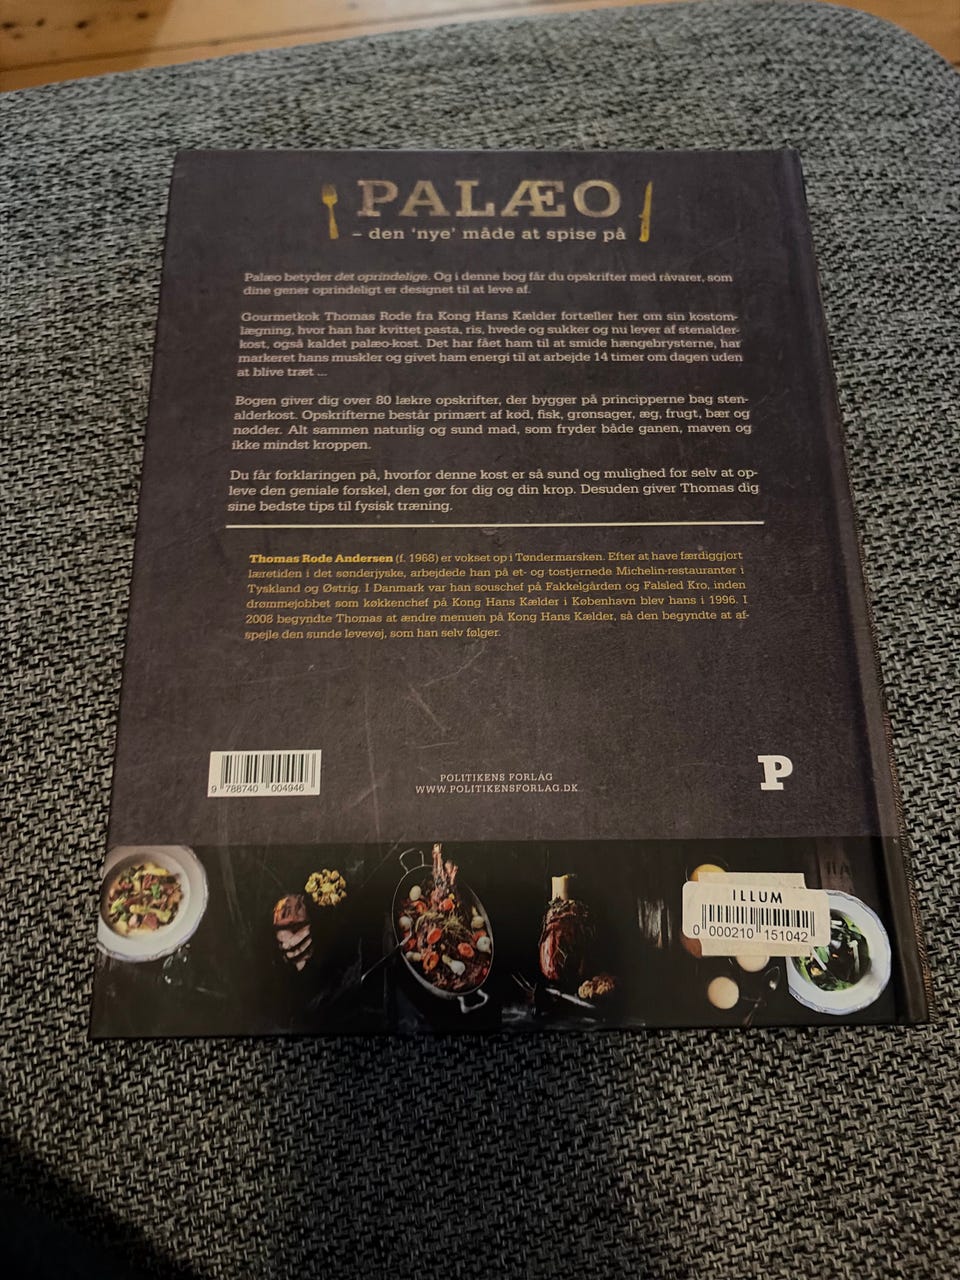 PALÆO
– den 'nye' måde at spise på
Palæo betyder det oprindelige. Og i denne bog får du opskrifter med råvarer, som
dine gener oprindeligt er designet til at leve af.
Gourmetkok Thomas Rode fra Kong Hans Kælder fortæller her om sin kostom-
lægning, hvor han har kvittet pasta, ris, hvede og sukker og nu lever af stenalder-
kost, også kaldet palæo-kost. Det har fået ham til at smide hængebrysterne, har
markeret hans muskler og givet ham energi til at arbejde 14 timer om dagen uden
at blive træt ...
Bogen giver dig over 80 lækre opskrifter, der bygger på principperne bag sten-
alderkost. Opskrifterne består primært af kød, fisk, grønsager, æg, frugt, bær og
nødder. Alt sammen naturlig og sund mad, som fryder både ganen, maven og
ikke mindst kroppen.
Du får forklaringen på, hvorfor denne kost er så sund og mulighed for selv at op-
leve den geniale forskel, den gør for dig og din krop. Desuden giver Thomas dig
sine bedste tips til fysisk træning.
Thomas Rode Andersen (f. 1968) er vokset op i Tøndermarsken. Efter at have færdiggjort
læretiden i det sønderjyske, arbejdede han på et- og tostjernede Michelin-restauranter i
Tyskland og Østrig. I Danmark var han souschef på Fakkelgården og Falsled Kro, inden
drømmejobbet som køkkenchef på Kong Hans Kælder i København blev hans i 1996. I
2008 begyndte Thomas at ændre menuen på Kong Hans Kælder, så den begyndte at af-
spejle den sunde levevej, som han selv følger.
9 788740 004946
POLITIKENS FORLAG
WWW.POLITIKENSFORLAG.DK
P
ILLUM
0 000210 151042